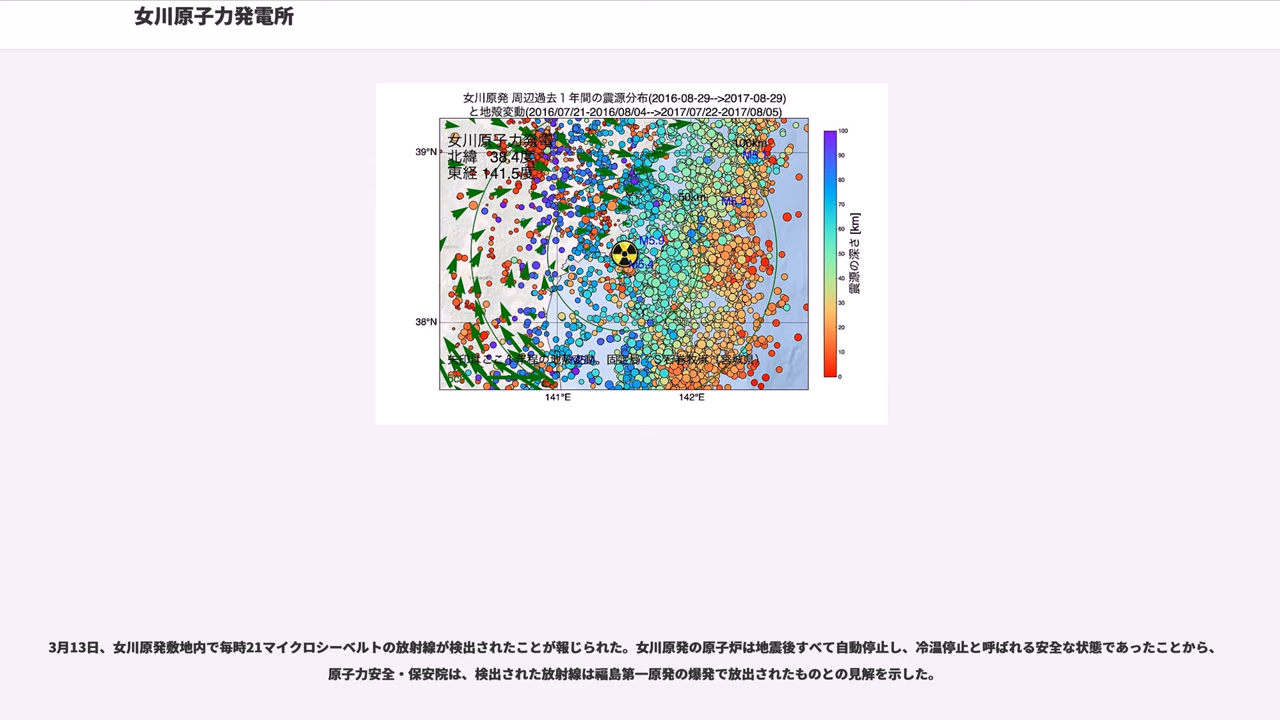 女川原子力発電所
女川原発 周辺過去１年間の震源分布(2016-08-29-->2017-08-29)
と地殻変動(2016/07/21-2016/08/04-->2017/07/22-2017/08/05)
女川原子力発電
北緯 38.4度
東経 141.5度
100km
50km
M5.9
39°N
38°N
141°E
142°E
100
90
80
70
60
50
40
30
20
10
0
震源の深さ [km]
3月13日、女川原発敷地内で毎時21マイクロシーベルトの放射線が検出されたことが報じられた。女川原発の原子炉は地震後すべて自動停止し、冷温停止と呼ばれる安全な状態であったことから、
原子力安全・保安院は、検出された放射線は福島第一原発の爆発で放出されたものとの見解を示した。